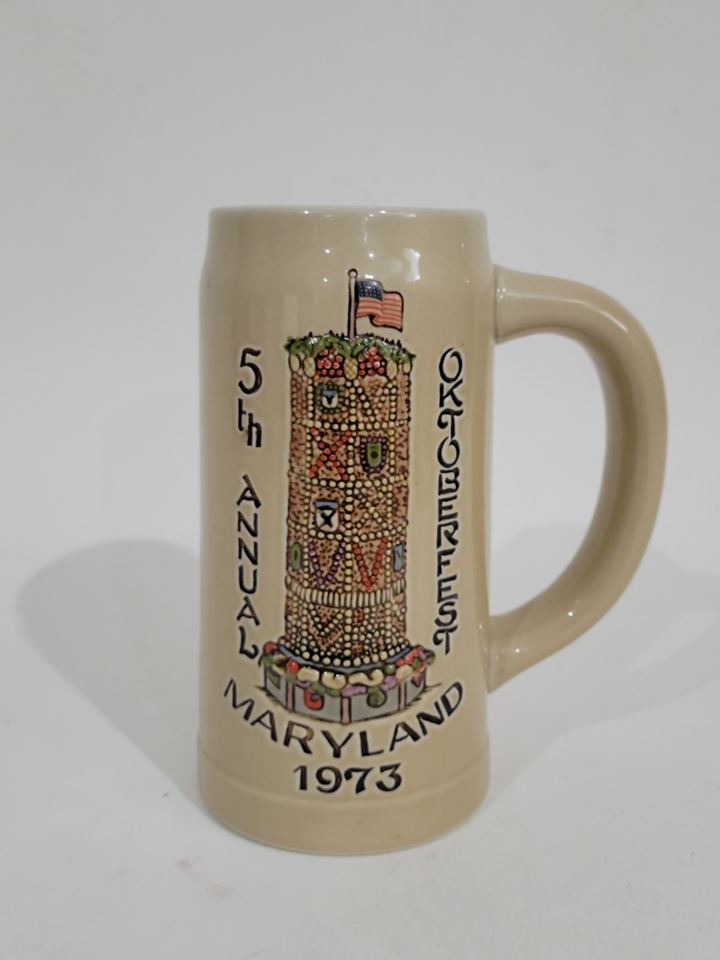 5th ANNUAL
OKTOBERFEST
MARYLAND
1973